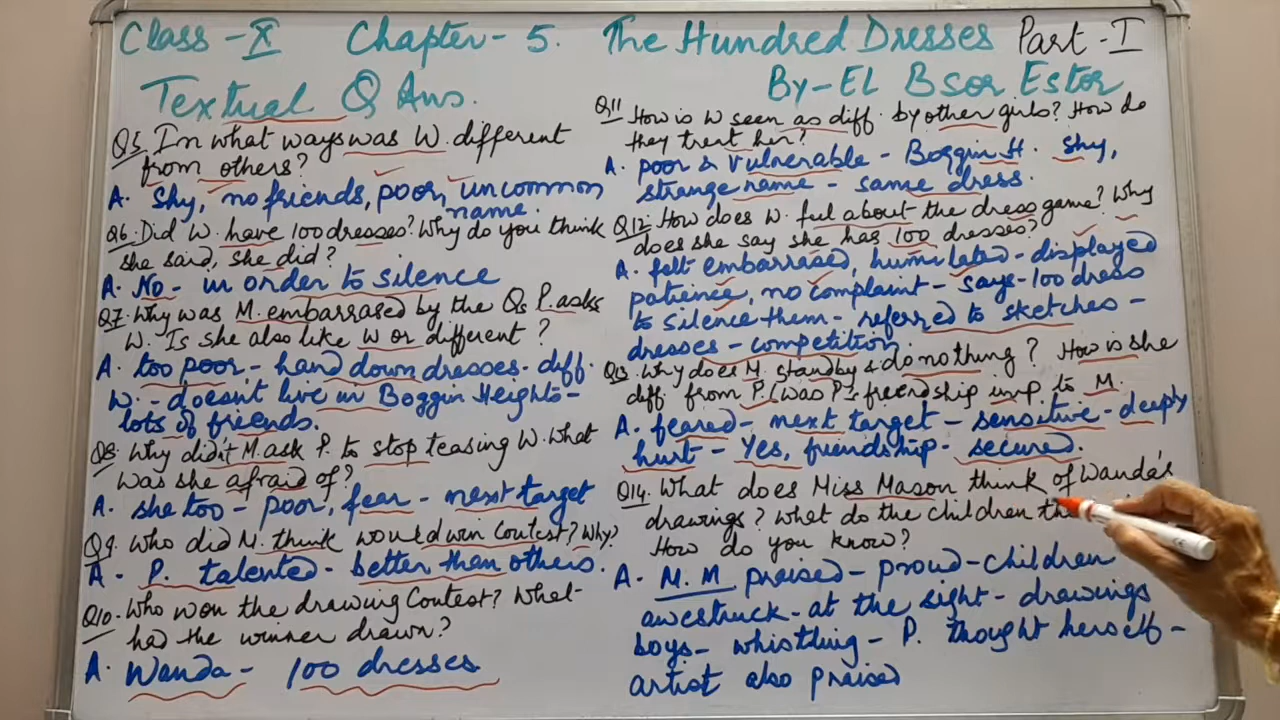 Class - X Chapter - 5. The Hundred Dresses Part - I
Textual Q Ans. By - EL Bsor Estor
Q5. In what ways was W. different
from others?
A. Shy, no friends, poor, uncommon
name.
Q6. Did W. have 100 dresses? Why do you think
she said, she did?
A. No - in order to silence
Q7. Why was M. embarrased by the Qs P. asks
W. Is she also like W or different?
A. too poor - hand down dresses - diff.
W. - doesn't live in Boggin Heights -
lots of friends.
Q8. Why didn't M. ask P. to stop teasing W. What
was she afraid of?
A. she too - poor, fear - next target
Q9. Who did M. think would win Contest? Why?
A - P. talented - better than others.
Q10. Who won the drawing Contest? What
had the winner drawn?
A. Wanda - 100 dresses
Q11 How is W seen as diff. by other girls? How do
they treat her?
A. poor & vulnerable - Boggin H. Shy,
strange name - same dress.
Q12. How does W. feel about the dress game? Why
does she say she has 100 dresses?
A. felt embarrased, humilated - displayed
patience, no complaint - says - 100 dress
to silence them - referred to sketches -
dresses - competition.
Q13. Why does M. standby & do nothing? How is she
diff. from P. (was P's friendship imp. to M.
A. feared - next target - sensitive - deeply
hurt - Yes, friendship - secured.
Q14. What does Miss Mason think of Wanda's
drawings? What do the children
How do you know?
A. M. M praised - proud - children
awestruck - at the sight - drawings
boys - whistling - P. thought herself -
artist also praised